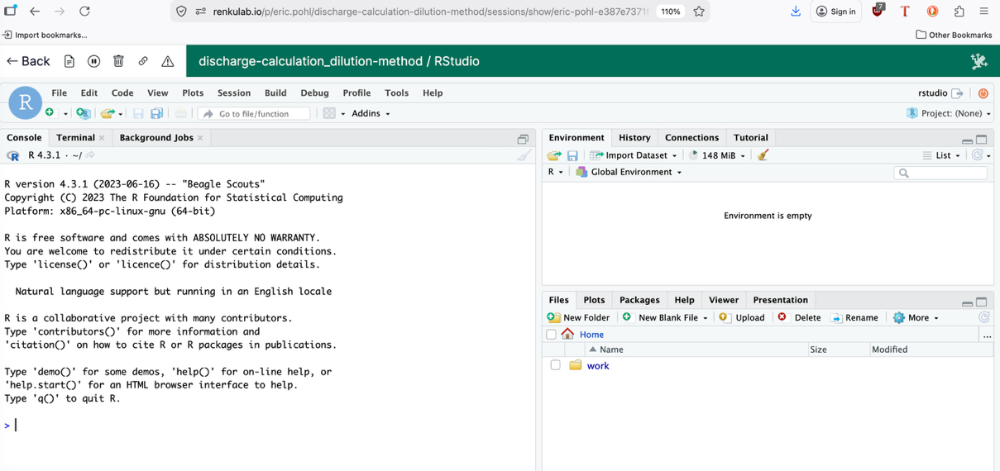 renkulab.io/p/eric.pohl/discharge-calculation-dilution-method/sessions/show/eric-pohl-e387e7371f
110%
Sign in
7
T
Import bookmarks...
Other Bookmarks
Back
discharge-calculation_dilution-method / RStudio
R
File Edit Code View Plots Session Build Debug Profile Tools Help
rstudio
Go to file/function
Addins
R Project: (None)
Console Terminal Background Jobs
R R 4.3.1 · ~/
R version 4.3.1 (2023-06-16) -- "Beagle Scouts"
Copyright (C) 2023 The R Foundation for Statistical Computing
Platform: x86_64-pc-linux-gnu (64-bit)
R is free software and comes with ABSOLUTELY NO WARRANTY.
You are welcome to redistribute it under certain conditions.
Type 'license()' or 'licence()' for distribution details.
Natural language support but running in an English locale
R is a collaborative project with many contributors.
Type 'contributors()' for more information and
'citation()' on how to cite R or R packages in publications.
Type 'demo()' for some demos, 'help()' for on-line help, or
'help.start()' for an HTML browser interface to help.
Type 'q()' to quit R.
>
Environment History Connections Tutorial
Import Dataset 148 MiB List
R Global Environment
Environment is empty
Files Plots Packages Help Viewer Presentation
New Folder New Blank File Upload Delete Rename More
Home ...
Name Size Modified
work